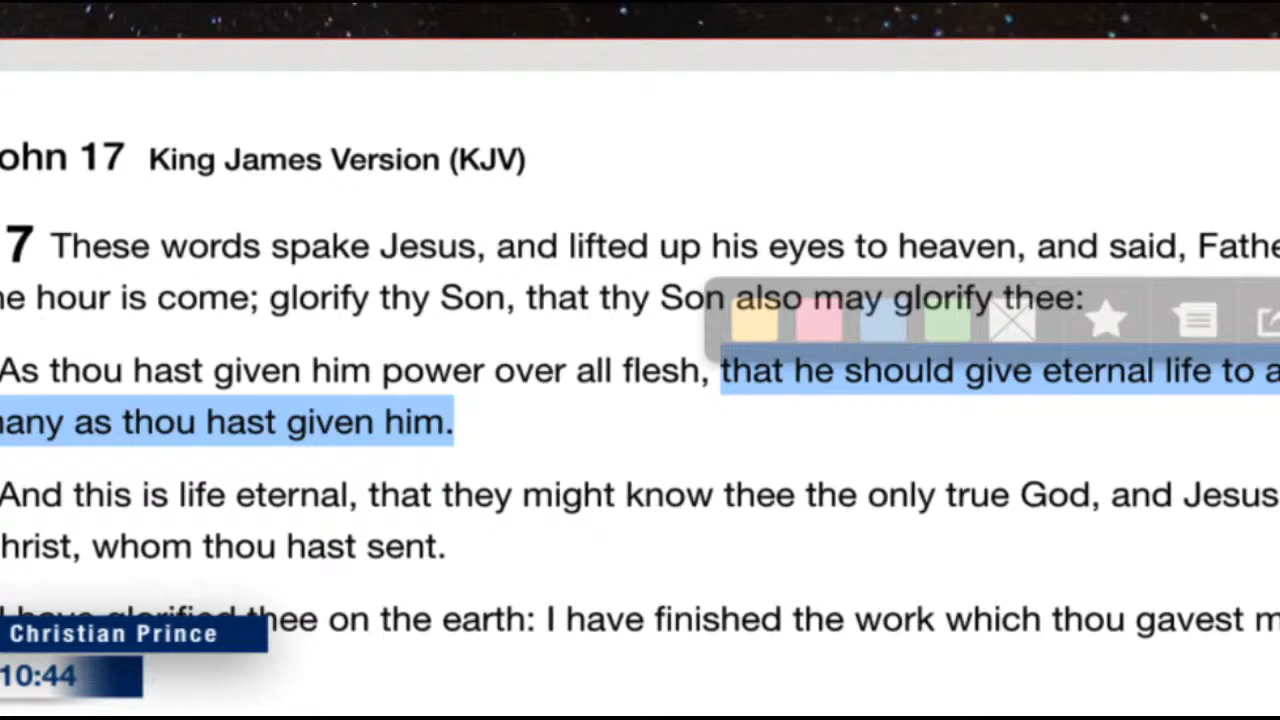 ohn 17 King James Version (KJV)
7 These words spake Jesus, and lifted up his eyes to heaven, and said, Fathe
he hour is come; glorify thy Son, that thy Son also may glorify thee:
As thou hast given him power over all flesh, that he should give eternal life to a
many as thou hast given him.
And this is life eternal, that they might know thee the only true God, and Jesus
hrist, whom thou hast sent.
I have glorified thee on the earth: I have finished the work which thou gavest m
Christian Prince
10:44